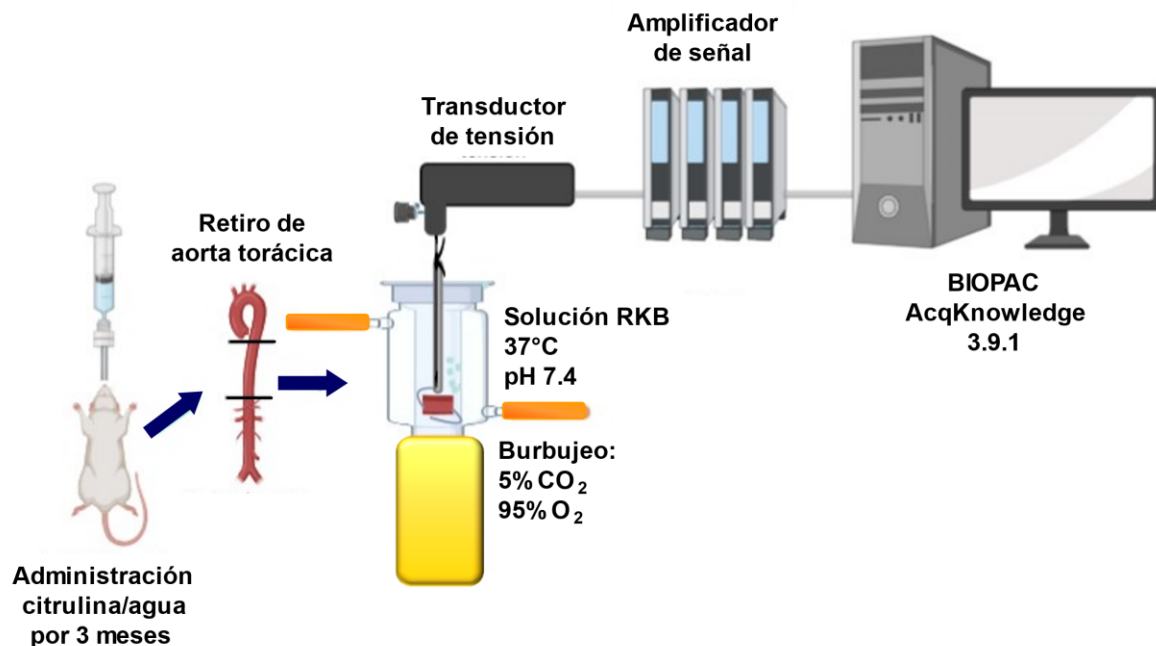 Amplificador
de señal
Transductor
de tensión
Retiro de
aorta torácica
Solución RKB
37°C
pH 7.4
BIOPAC
AcqKnowledge
3.9.1
Burbujeo:
5% CO₂
95% O₂
Administración
citrulina/agua
por 3 meses